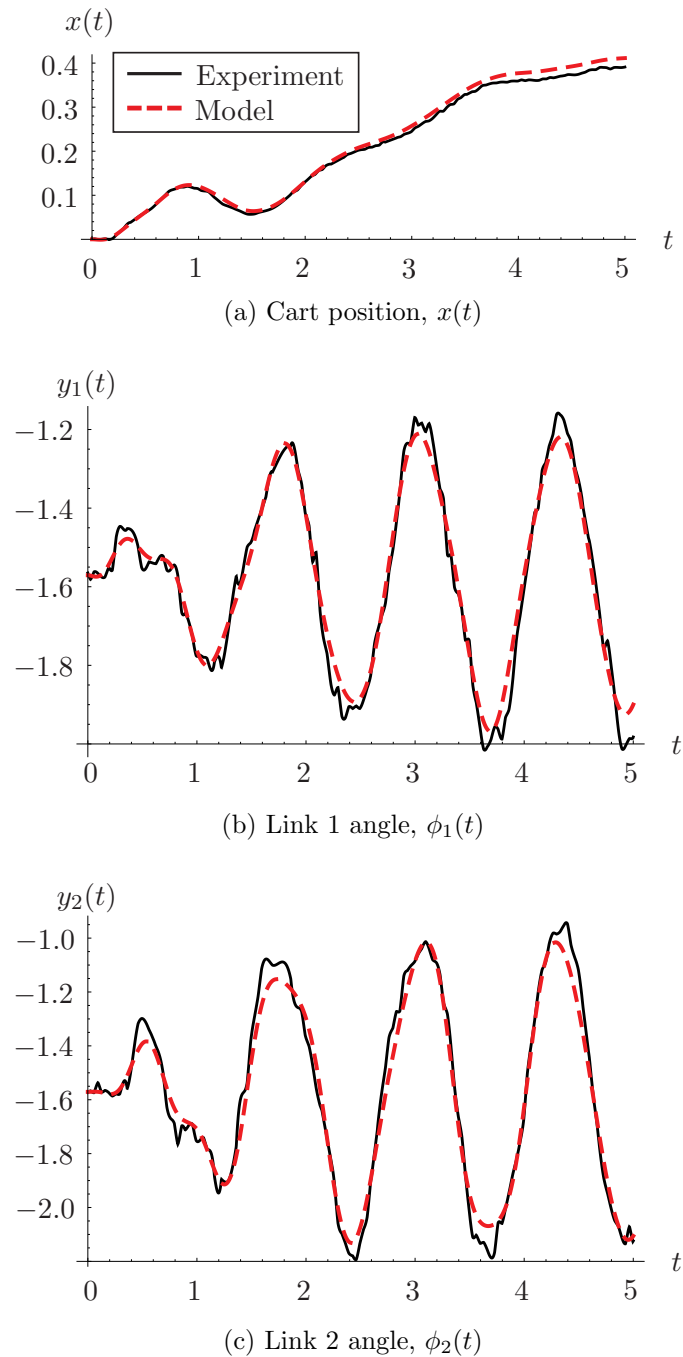 x(t)
0.4
0.3
0.2
0.1
Experiment
Model
0 1 2 3 4 5 t
(a) Cart position, x(t)
y₁(t)
−1.2
−1.4
−1.6
−1.8
0 1 2 3 4 5 t
(b) Link 1 angle, ϕ₁(t)
y₂(t)
−1.0
−1.2
−1.4
−1.6
−1.8
−2.0
0 1 2 3 4 5 t
(c) Link 2 angle, ϕ₂(t)